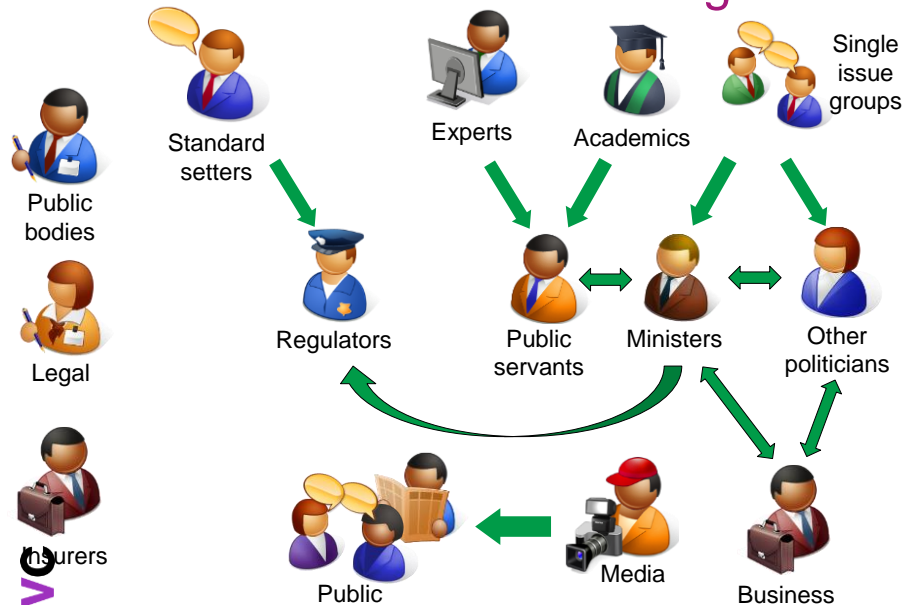 g
Single
issue
groups
Standard
setters
Experts
Academics
Public
bodies
Regulators
Public
servants
Ministers
Other
politicians
Legal
Insurers
vc
Public
Media
Business